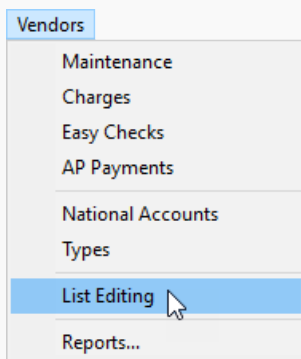 Vendors
Maintenance
Charges
Easy Checks
AP Payments
National Accounts
Types
List Editing
Reports...